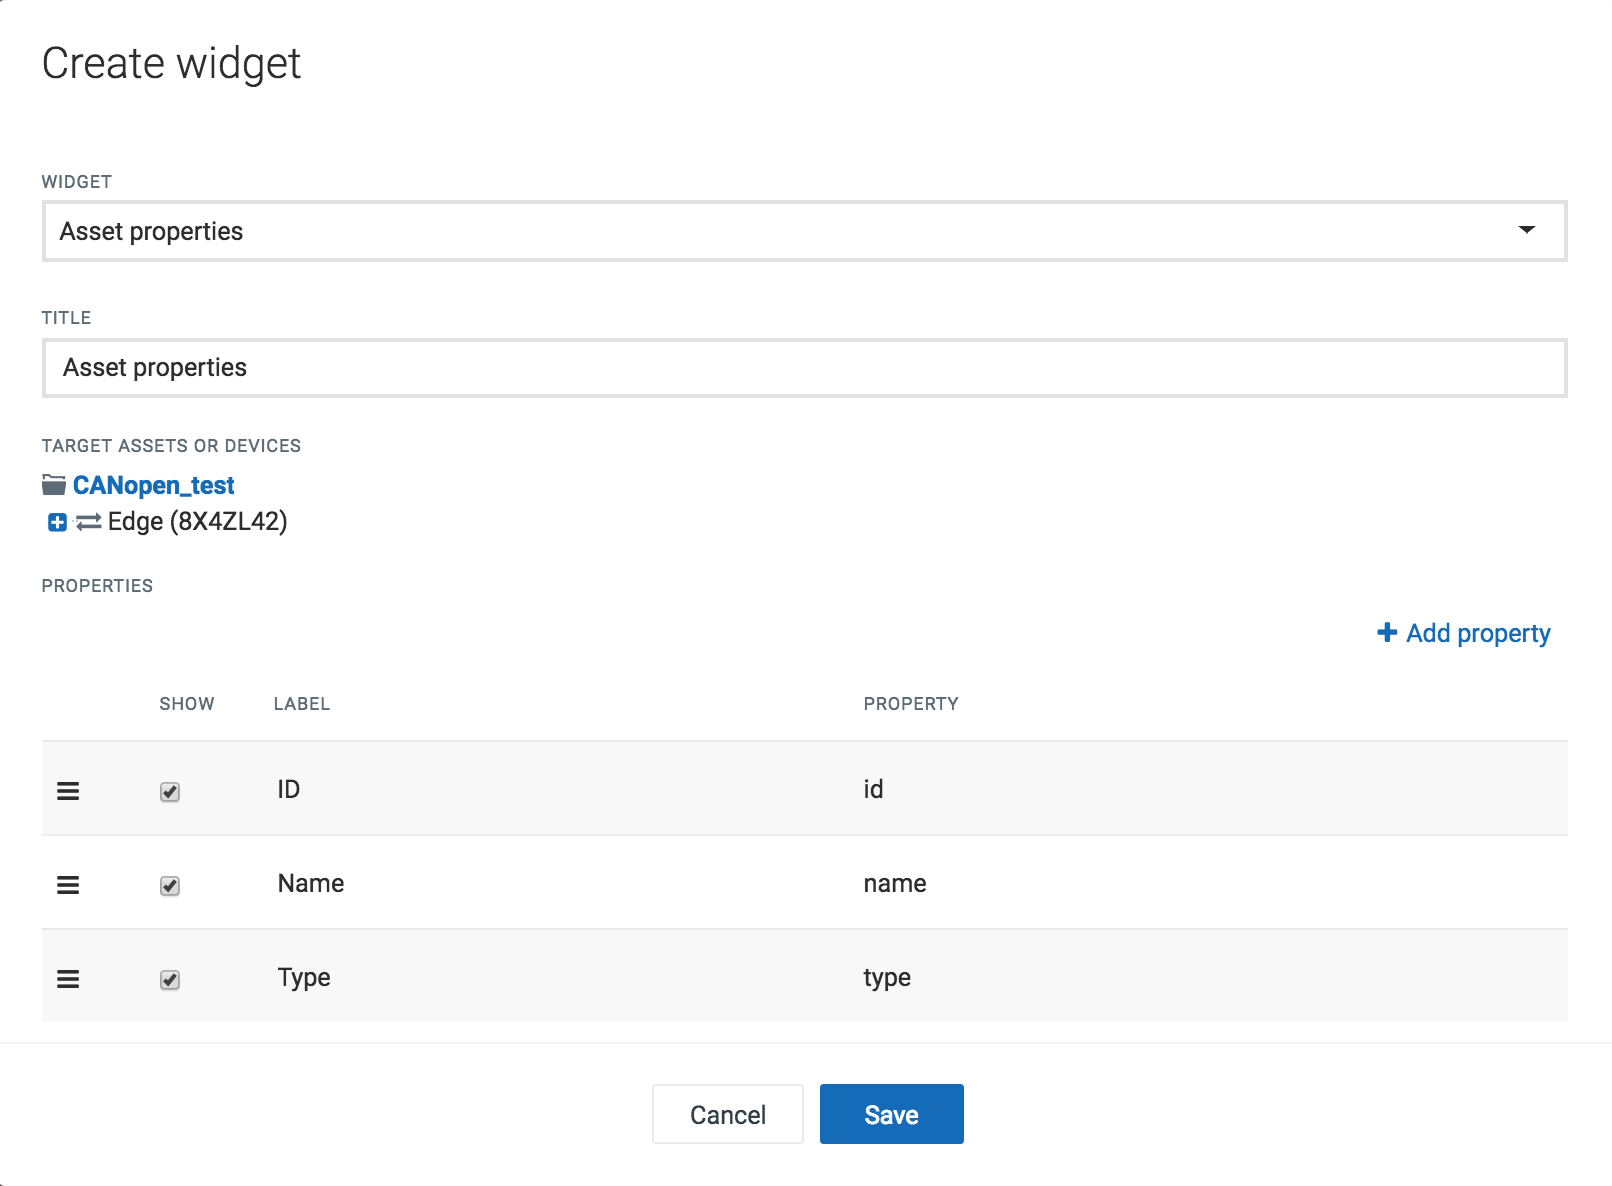 Create widget
WIDGET
Asset properties
TITLE
Asset properties
TARGET ASSETS OR DEVICES
CANopen_test
Edge (8X4ZL42)
PROPERTIES
Add property
SHOW LABEL PROPERTY
ID id
Name name
Type type
Cancel Save